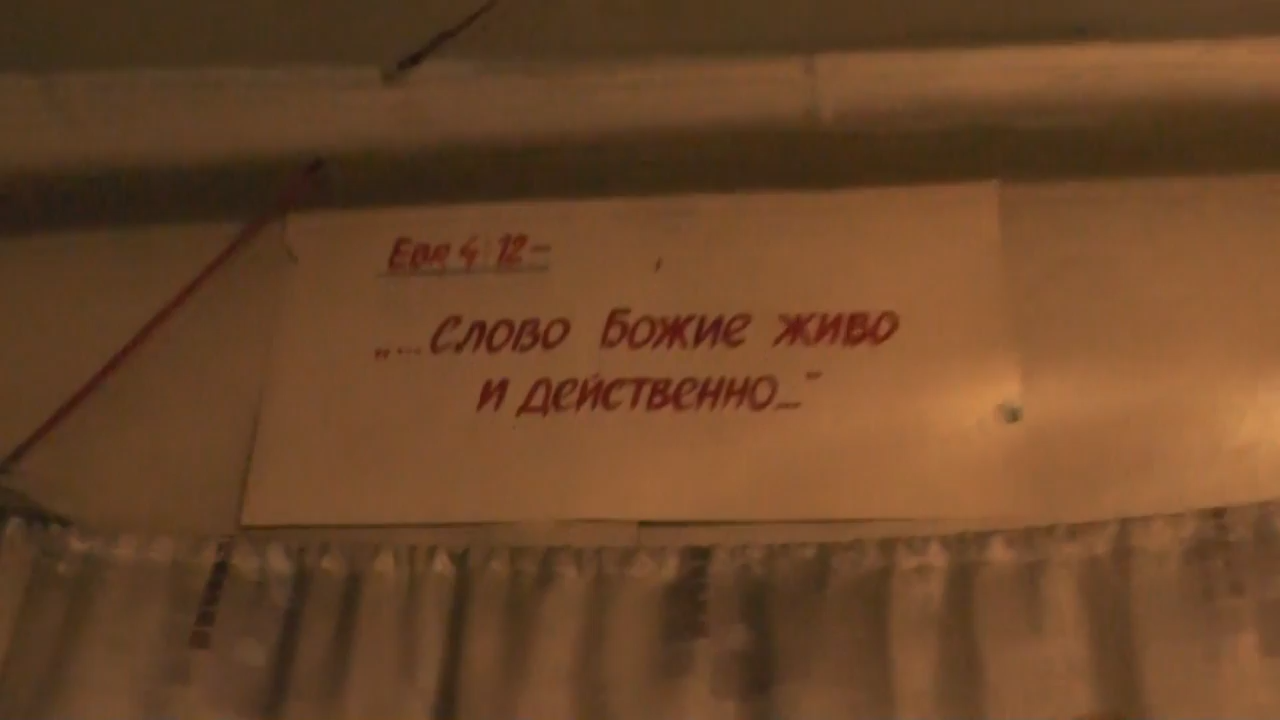 Евр 4:12-
„...Слово Божие живо
и действенно..."